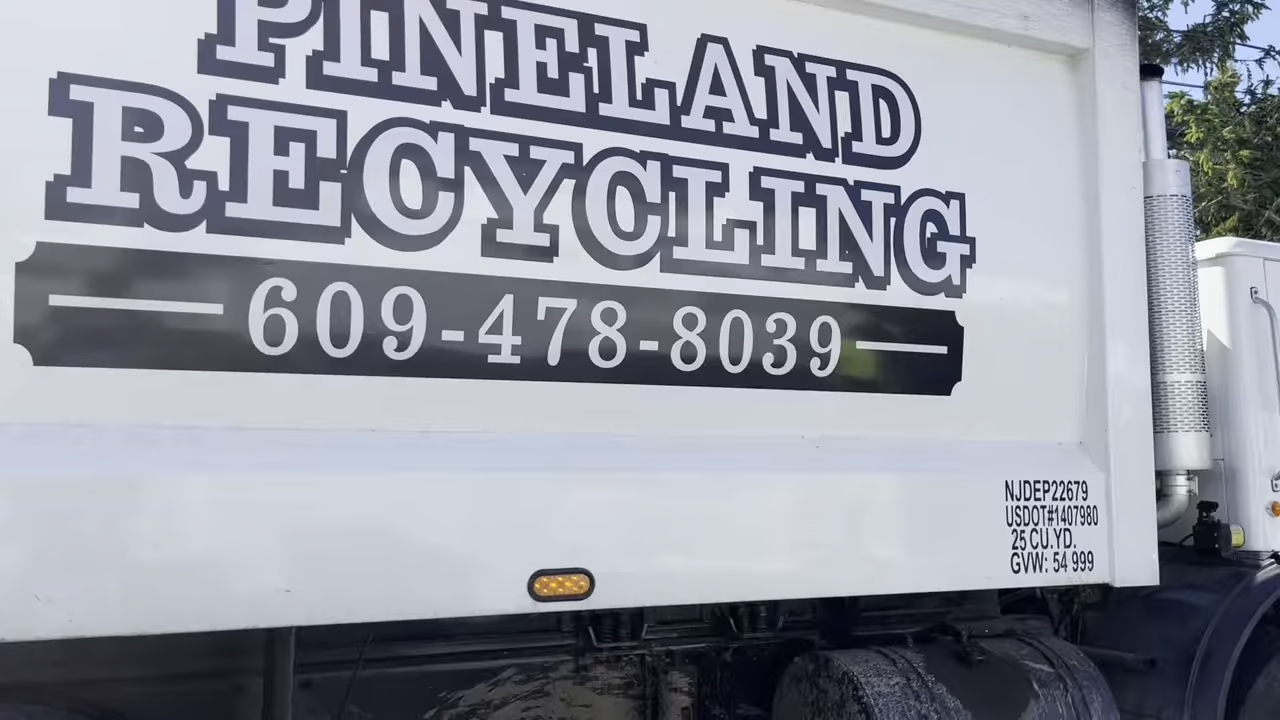 PINELAND
RECYCLING
609-478-8039
NJDEP22679
USDOT#1407980
25 CU.YD.
GVW: 54 999